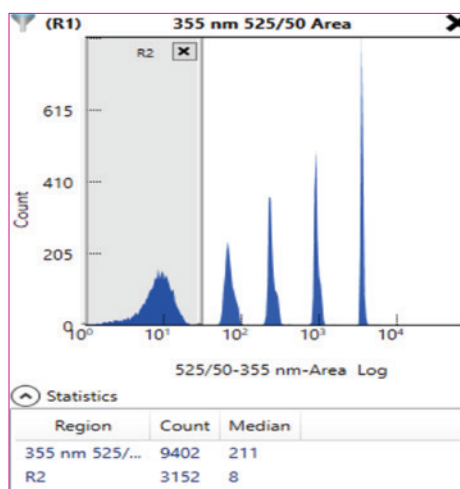 (R1) 355 nm 525/50 Area
R2
615
410
205
0
Count
10⁰ 10¹ 10² 10³ 10⁴
525/50-355 nm-Area Log
Statistics
Region Count Median
355 nm 525/... 9402 211
R2 3152 8